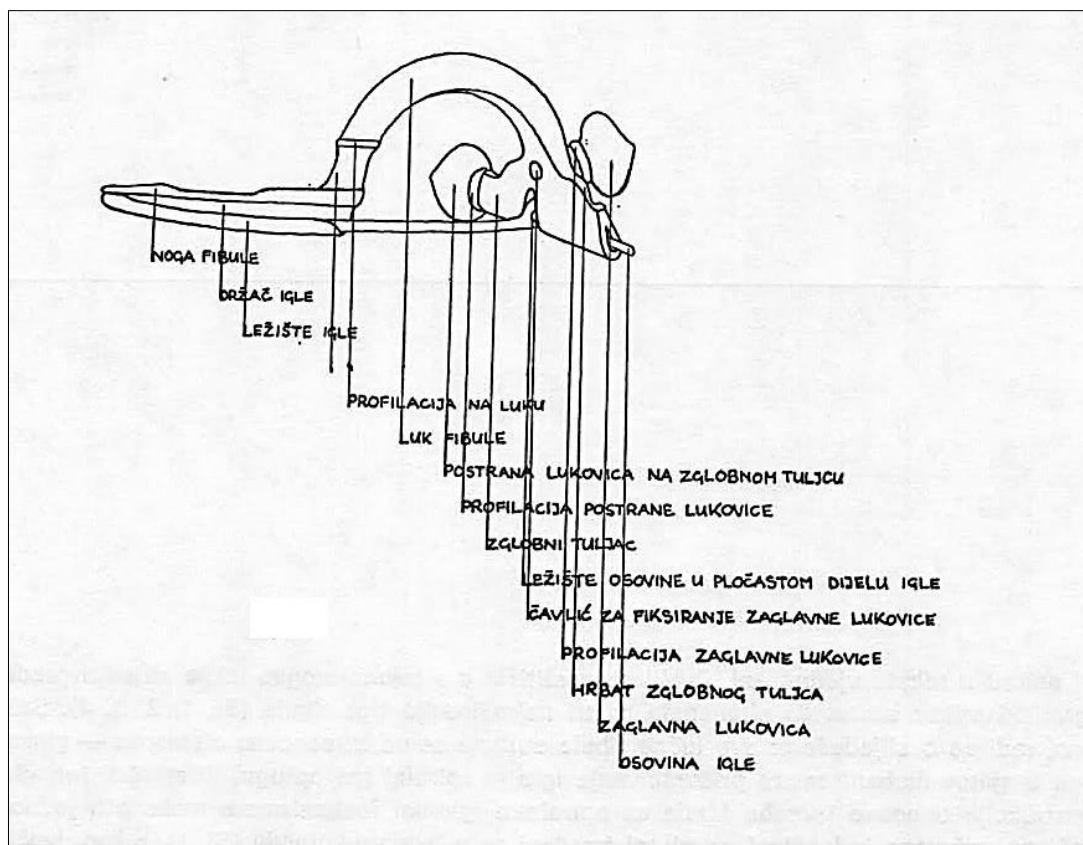 NOGA FIBULE
DRŽAČ IGLE
LEŽIŠTE IGLE
PROFILACIJA NA LUKU
LUK FIBULE
POSTRANA LUKOVICA NA ZGLOBNOM TULJCU
PROFILACIJA POSTRANE LUKOVICE
ZGLOBNI TULJAC
LEŽIŠTE OSOVINE U PLOČASTOM DIJELU IGLE
ČAVLIĆ ZA FIKSIRANJE ZAGLAVNE LUKOVICE
PROFILACIJA ZAGLAVNE LUKOVICE
HRBAT ZGLOBNOG TULJCA
ZAGLAVNA LUKOVICA
OSOVINA IGLE